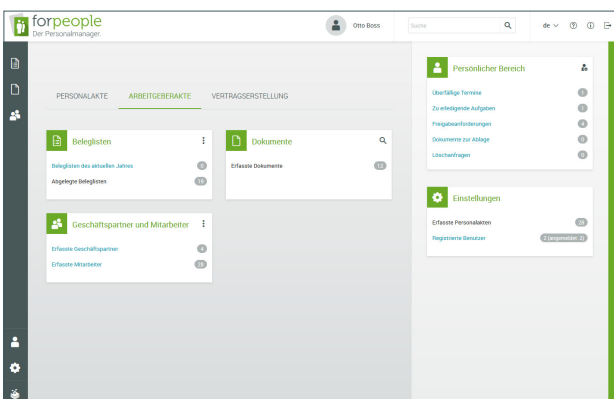 forpeople
Der Personalmanager.
Otto Boss
Suche
de
PERSONALAKTE
ARBEITGEBERAKTE
VERTRAGSERSTELLUNG
Beleglisten
Beleglisten des aktuellen Jahres
Abgelegte Beleglisten 19
Dokumente
Erfasste Dokumente 12
Geschäftspartner und Mitarbeiter
Erfasste Geschäftspartner 4
Erfasste Mitarbeiter 28
Persönlicher Bereich
Überfällige Termine 1
Zu erledigende Aufgaben 1
Freigabeanforderungen 4
Dokumente zur Ablage 0
Löschanfragen 0
Einstellungen
Erfasste Personalakten 28
Registrierte Benutzer 2 (angemeldet: 2)